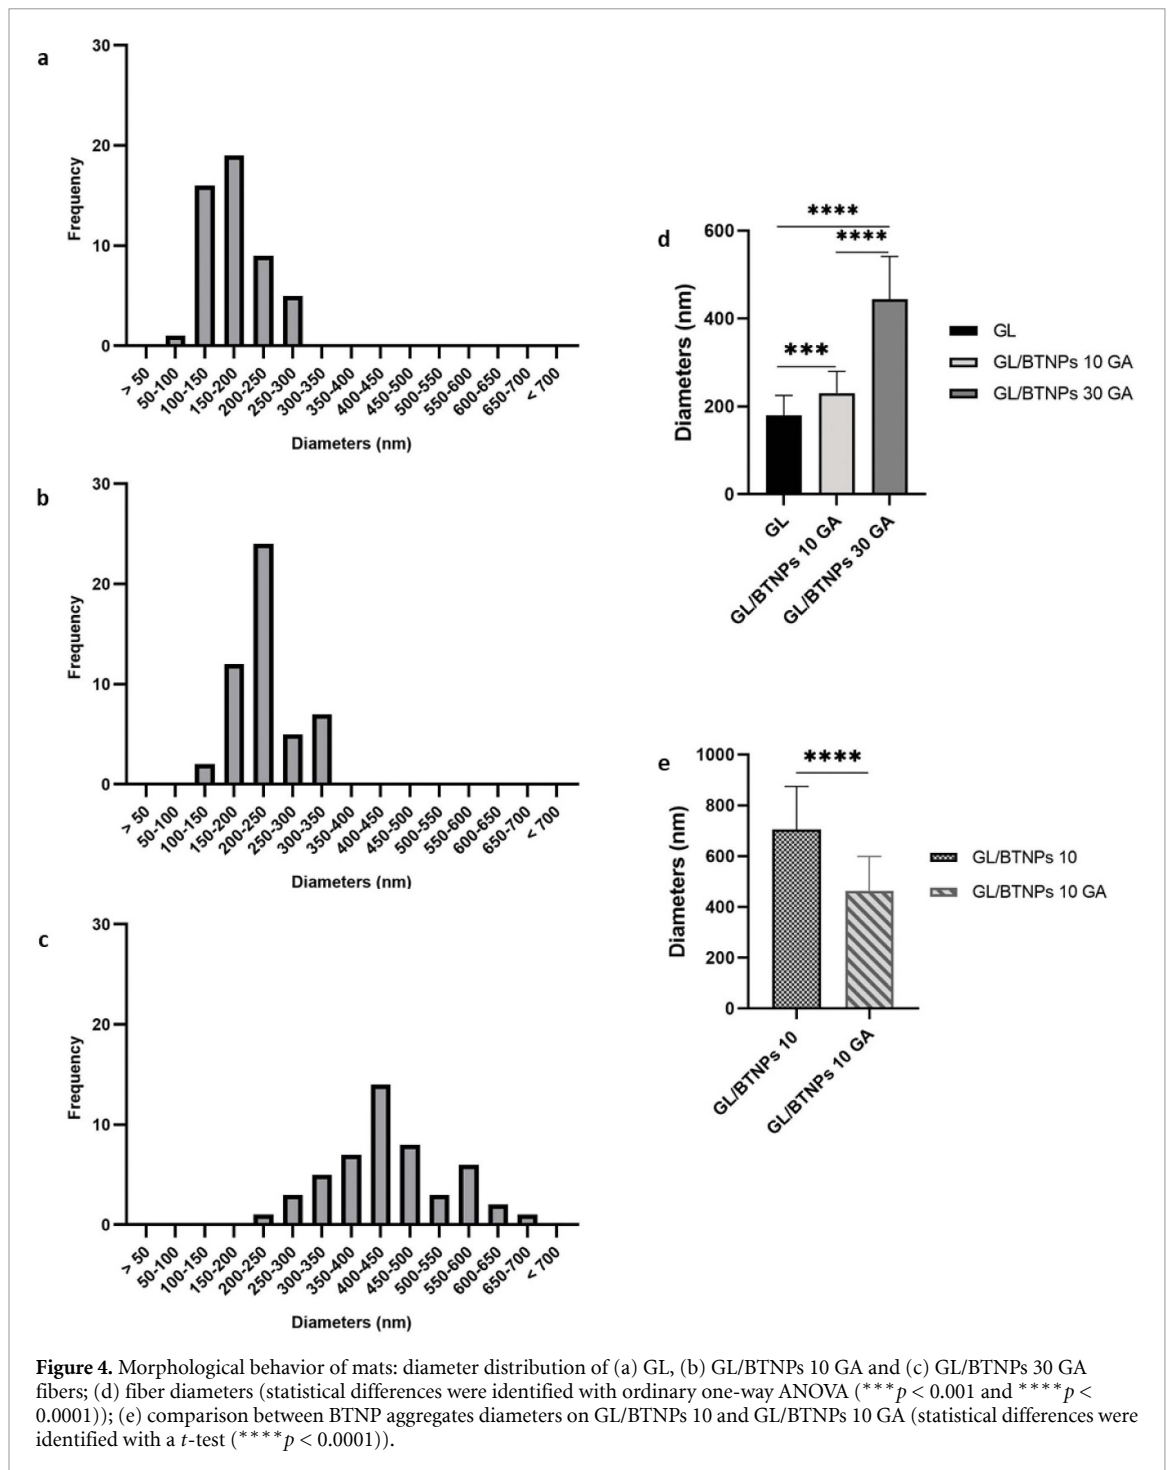 a
30
20
10
0
Frequency
> 50
50-100
100-150
150-200
200-250
250-300
300-350
350-400
400-450
450-500
500-550
550-600
600-650
650-700
< 700
Diameters (nm)
b
30
20
10
0
Frequency
> 50
50-100
100-150
150-200
200-250
250-300
300-350
350-400
400-450
450-500
500-550
550-600
600-650
650-700
< 700
Diameters (nm)
c
30
20
10
0
Frequency
> 50
50-100
100-150
150-200
200-250
250-300
300-350
350-400
400-450
450-500
500-550
550-600
600-650
650-700
< 700
Diameters (nm)
d
600
400
200
0
Diameters (nm)
****
****
***
GL
GL/BTNPs 10 GA
GL/BTNPs 30 GA
GL
GL/BTNPs 10 GA
GL/BTNPs 30 GA
e
1000
800
600
400
200
0
Diameters (nm)
****
GL/BTNPs 10
GL/BTNPs 10 GA
GL/BTNPs 10
GL/BTNPs 10 GA
Figure 4. Morphological behavior of mats: diameter distribution of (a) GL, (b) GL/BTNPs 10 GA and (c) GL/BTNPs 30 GA
fibers; (d) fiber diameters (statistical differences were identified with ordinary one-way ANOVA (***p < 0.001 and ****p <
0.0001)); (e) comparison between BTNP aggregates diameters on GL/BTNPs 10 and GL/BTNPs 10 GA (statistical differences were
identified with a t-test (****p < 0.0001)).